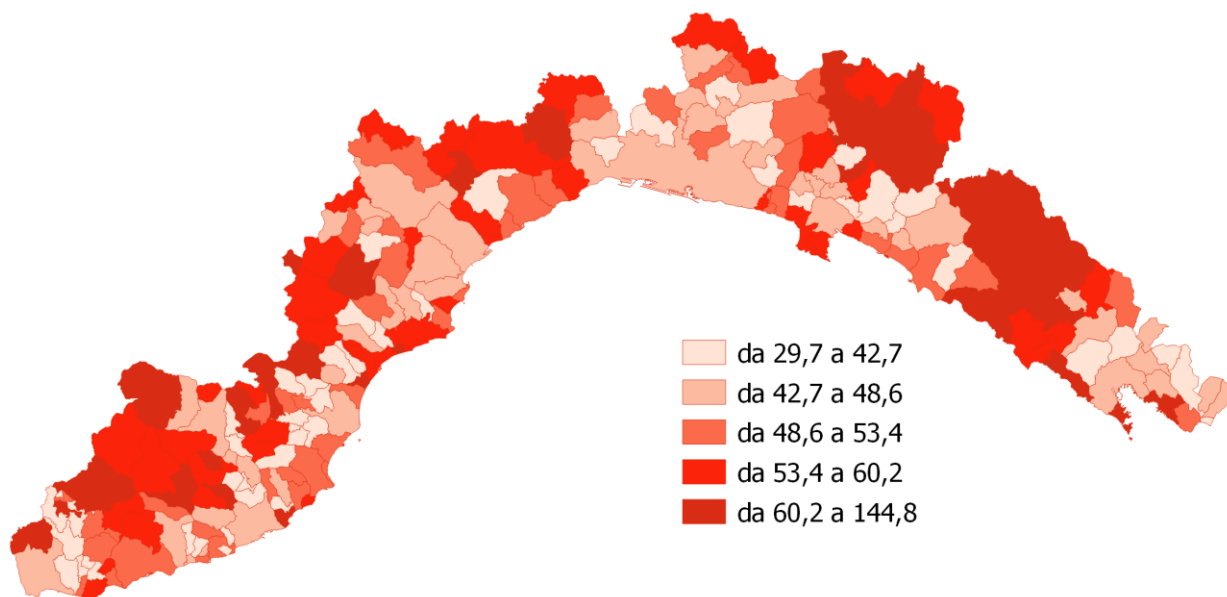 da 29,7 a 42,7
da 42,7 a 48,6
da 48,6 a 53,4
da 53,4 a 60,2
da 60,2 a 144,8